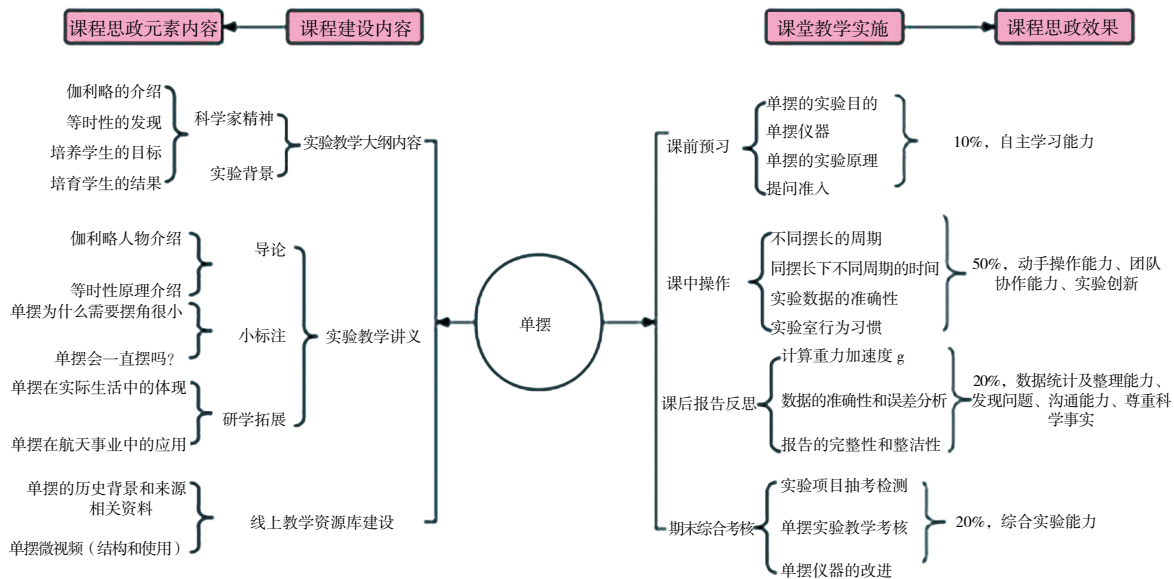 课程思政元素内容
课程建设内容
课堂教学实施
课程思政效果
伽利略的介绍
等时性的发现
培养学生的目标
培育学生的结果
科学家精神
实验背景
实验教学大纲内容
伽利略人物介绍
等时性原理介绍
导论
单摆为什么需要摆角很小
单摆会一直摆吗?
小标注
单摆在实际生活中的体现
单摆在航天事业中的应用
研学拓展
实验教学讲义
单摆的历史背景和来源
相关资料
单摆微视频（结构和使用）
线上教学资源库建设
单摆
课前预习
单摆的实验目的
单摆仪器
单摆的实验原理
提问准入
10%，自主学习能力
课中操作
不同摆长的周期
同摆长下不同周期的时间
实验数据的准确性
实验室行为习惯
50%，动手操作能力、团队
协作能力、实验创新
课后报告反思
计算重力加速度 g
数据的准确性和误差分析
报告的完整性和整洁性
20%，数据统计及整理能力、
发现问题、沟通能力、尊重科
学事实
期末综合考核
实验项目抽考检测
单摆实验教学考核
单摆仪器的改进
20%，综合实验能力